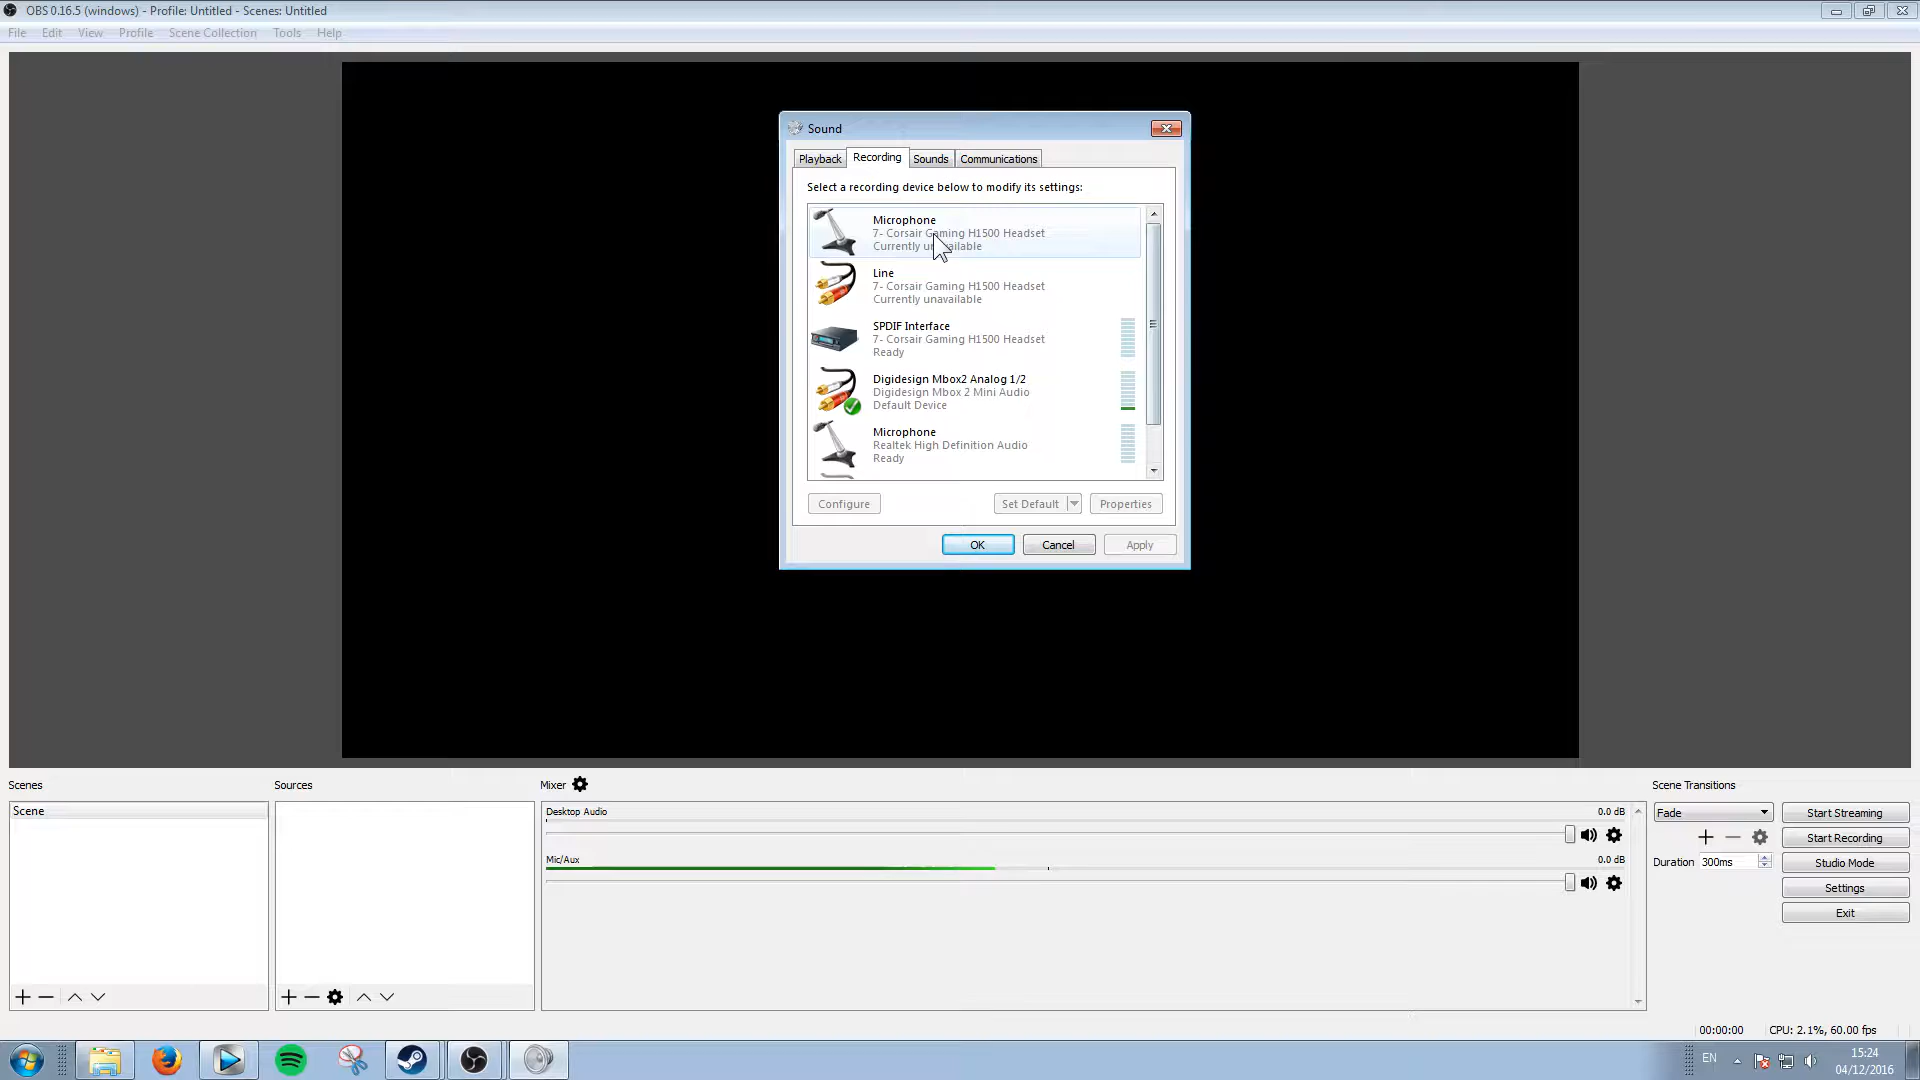 OBS 0.16.5 (windows) - Profile: Untitled - Scenes: Untitled
File Edit View Profile Scene Collection Tools Help
Sound
Playback Recording Sounds Communications
Select a recording device below to modify its settings:
Microphone
7- Corsair Gaming H1500 Headset
Currently unavailable
Line
7- Corsair Gaming H1500 Headset
Currently unavailable
SPDIF Interface
7- Corsair Gaming H1500 Headset
Ready
Digidesign Mbox2 Analog 1/2
Digidesign Mbox 2 Mini Audio
Default Device
Microphone
Realtek High Definition Audio
Ready
Configure Set Default Properties
OK Cancel Apply
Scenes
Scene
Sources
Mixer
Desktop Audio 0.0 dB
Mic/Aux 0.0 dB
Scene Transitions
Fade
Duration 300ms
Start Streaming
Start Recording
Studio Mode
Settings
Exit
00:00:00 CPU: 2.1%, 60.00 fps
EN
15:24
04/12/2016